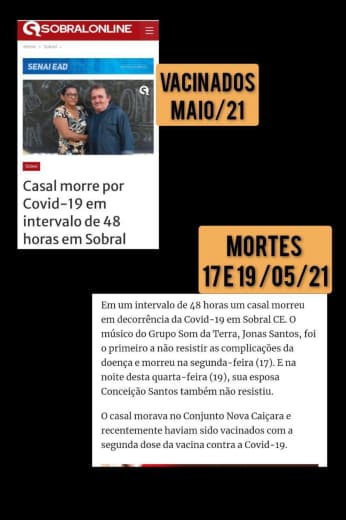 SOBRALONLINE
Home > Sobral >
SENAI EAD
VACINADOS
MAIO/21
Sobral
Casal morre por
Covid-19 em
intervalo de 48
horas em Sobral
MORTES
17 E 19 /05/21
Em um intervalo de 48 horas um casal morreu
em decorrência da Covid-19 em Sobral CE. O
músico do Grupo Som da Terra, Jonas Santos, foi
o primeiro a não resistir as complicações da
doença e morreu na segunda-feira (17). E na
noite desta quarta-feira (19), sua esposa
Conceição Santos também não resistiu.
O casal morava no Conjunto Nova Caiçara e
recentemente haviam sido vacinados com a
segunda dose da vacina contra a Covid-19.